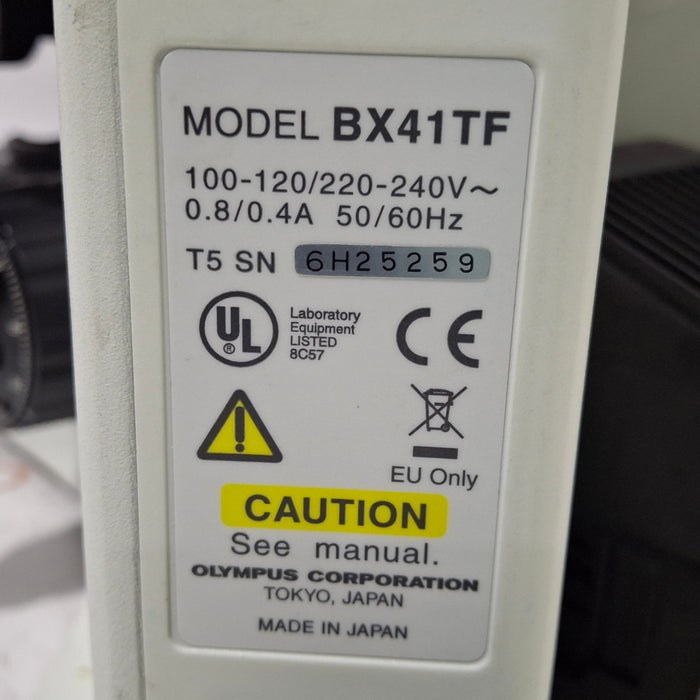 MODEL BX41TF
100-120/220-240V~
0.8/0.4A 50/60Hz
T5 SN 6H25259
UL
®
Laboratory
Equipment
LISTED
8C57
CE
EU Only
CAUTION
See manual.
OLYMPUS CORPORATION
TOKYO, JAPAN
MADE IN JAPAN